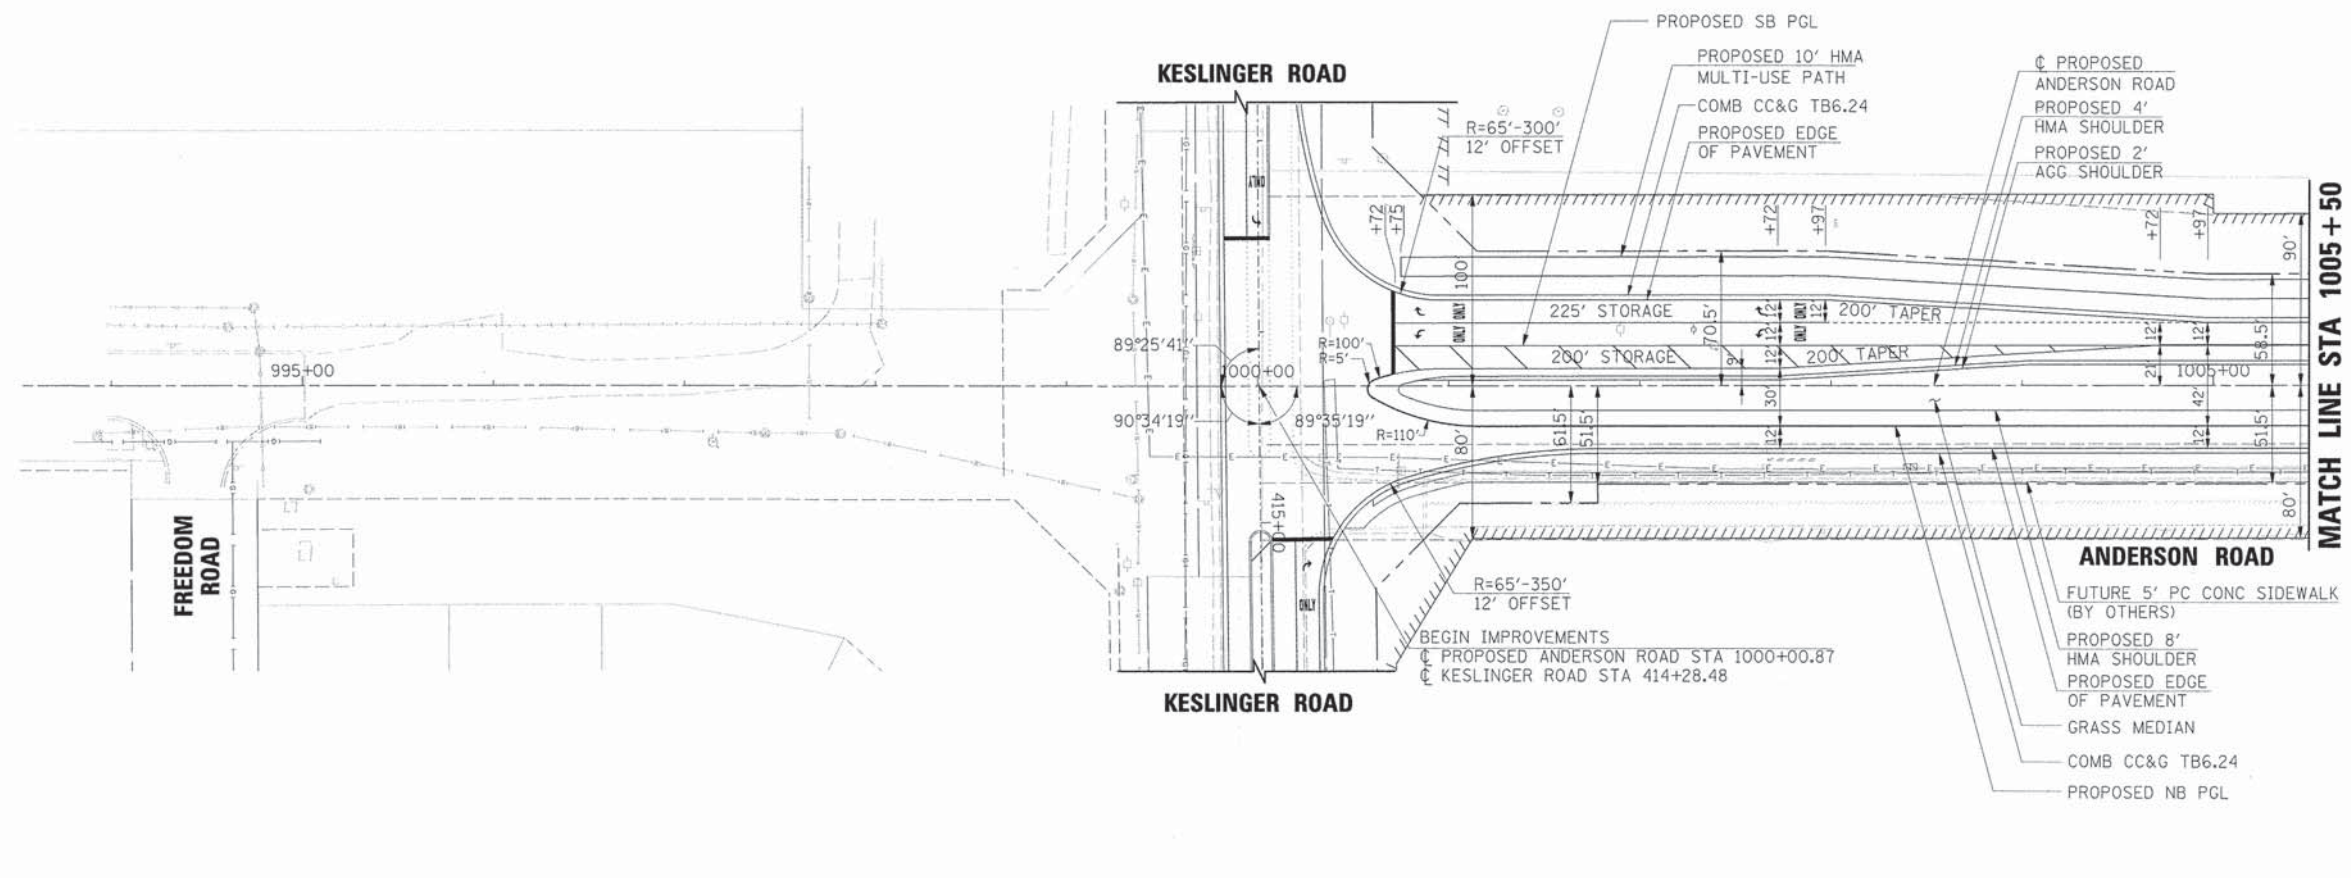 PROPOSED SB PGL
KESLINGER ROAD
PROPOSED 10' HMA
MULTI-USE PATH
COMB CC&G TB6.24
PROPOSED EDGE
OF PAVEMENT
℄ PROPOSED
ANDERSON ROAD
PROPOSED 4'
HMA SHOULDER
PROPOSED 2'
AGG SHOULDER
R=65'-300'
12' OFFSET
ONLY
+72
+75
+72
+97
+72
+97
100'
90'
MATCH LINE STA 1005+50
ONLY
225' STORAGE
12'
ONLY
12'
200' TAPER
70.5'
ONLY
12'
ONLY
12'
12'
58.5'
89°25'41"
R=100'
R=5'
200' STORAGE
9'
12'
200' TAPER
21'
995+00
1000+00
1005+00
30'
42'
90°34'19"
89°35'19"
R=110'
80'
61.5'
51.5'
12'
12'
51.5'
E
E
E
E
T
T
T
415+00
80'
FREEDOM
ROAD
LT
ONLY
R=65'-350'
12' OFFSET
ANDERSON ROAD
FUTURE 5' PC CONC SIDEWALK
(BY OTHERS)
BEGIN IMPROVEMENTS
℄ PROPOSED ANDERSON ROAD STA 1000+00.87
℄ KESLINGER ROAD STA 414+28.48
PROPOSED 8'
HMA SHOULDER
PROPOSED EDGE
OF PAVEMENT
KESLINGER ROAD
GRASS MEDIAN
COMB CC&G TB6.24
PROPOSED NB PGL